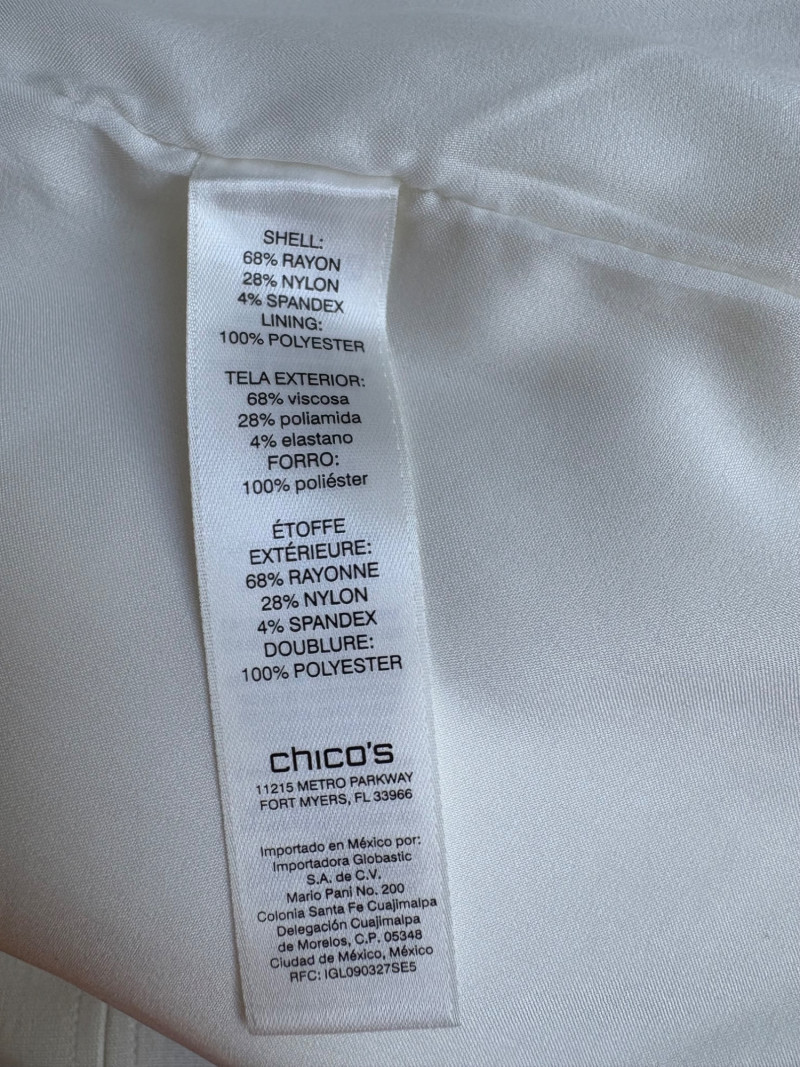 SHELL:
68% RAYON
28% NYLON
4% SPANDEX
LINING:
100% POLYESTER
TELA EXTERIOR:
68% viscosa
28% poliamida
4% elastano
FORRO:
100% poliéster
ÉTOFFE
EXTÉRIEURE:
68% RAYONNE
28% NYLON
4% SPANDEX
DOUBLURE:
100% POLYESTER
chico's
11215 METRO PARKWAY
FORT MYERS, FL 33966
Importado en México por:
Importadora Globastic
S.A. de C.V.
Mario Pani No. 200
Colonia Santa Fe Cuajimalpa
Delegación Cuajimalpa
de Morelos, C.P. 05348
Ciudad de México, México
RFC: IGL090327SE5